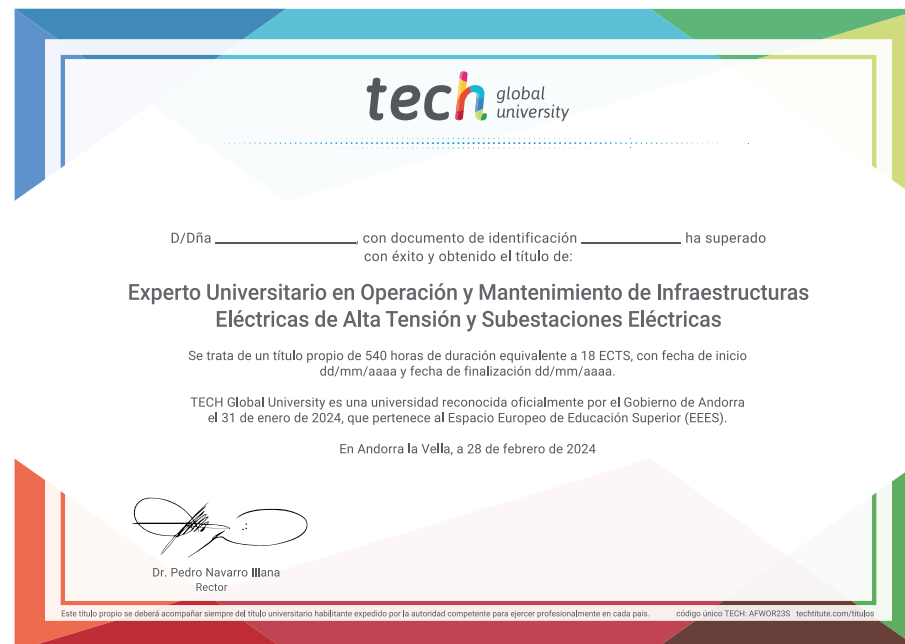 tech global university
D/Dña ____________________, con documento de identificación ______________ ha superado
con éxito y obtenido el título de:
Experto Universitario en Operación y Mantenimiento de Infraestructuras
Eléctricas de Alta Tensión y Subestaciones Eléctricas
Se trata de un título propio de 540 horas de duración equivalente a 18 ECTS, con fecha de inicio
dd/mm/aaaa y fecha de finalización dd/mm/aaaa.
TECH Global University es una universidad reconocida oficialmente por el Gobierno de Andorra
el 31 de enero de 2024, que pertenece al Espacio Europeo de Educación Superior (EEES).
En Andorra la Vella, a 28 de febrero de 2024
Dr. Pedro Navarro Illana
Rector
Este título propio se deberá acompañar siempre del título universitario habilitante expedido por la autoridad competente para ejercer profesionalmente en cada país. código único TECH: AFWOR23S techtitute.com/titulos